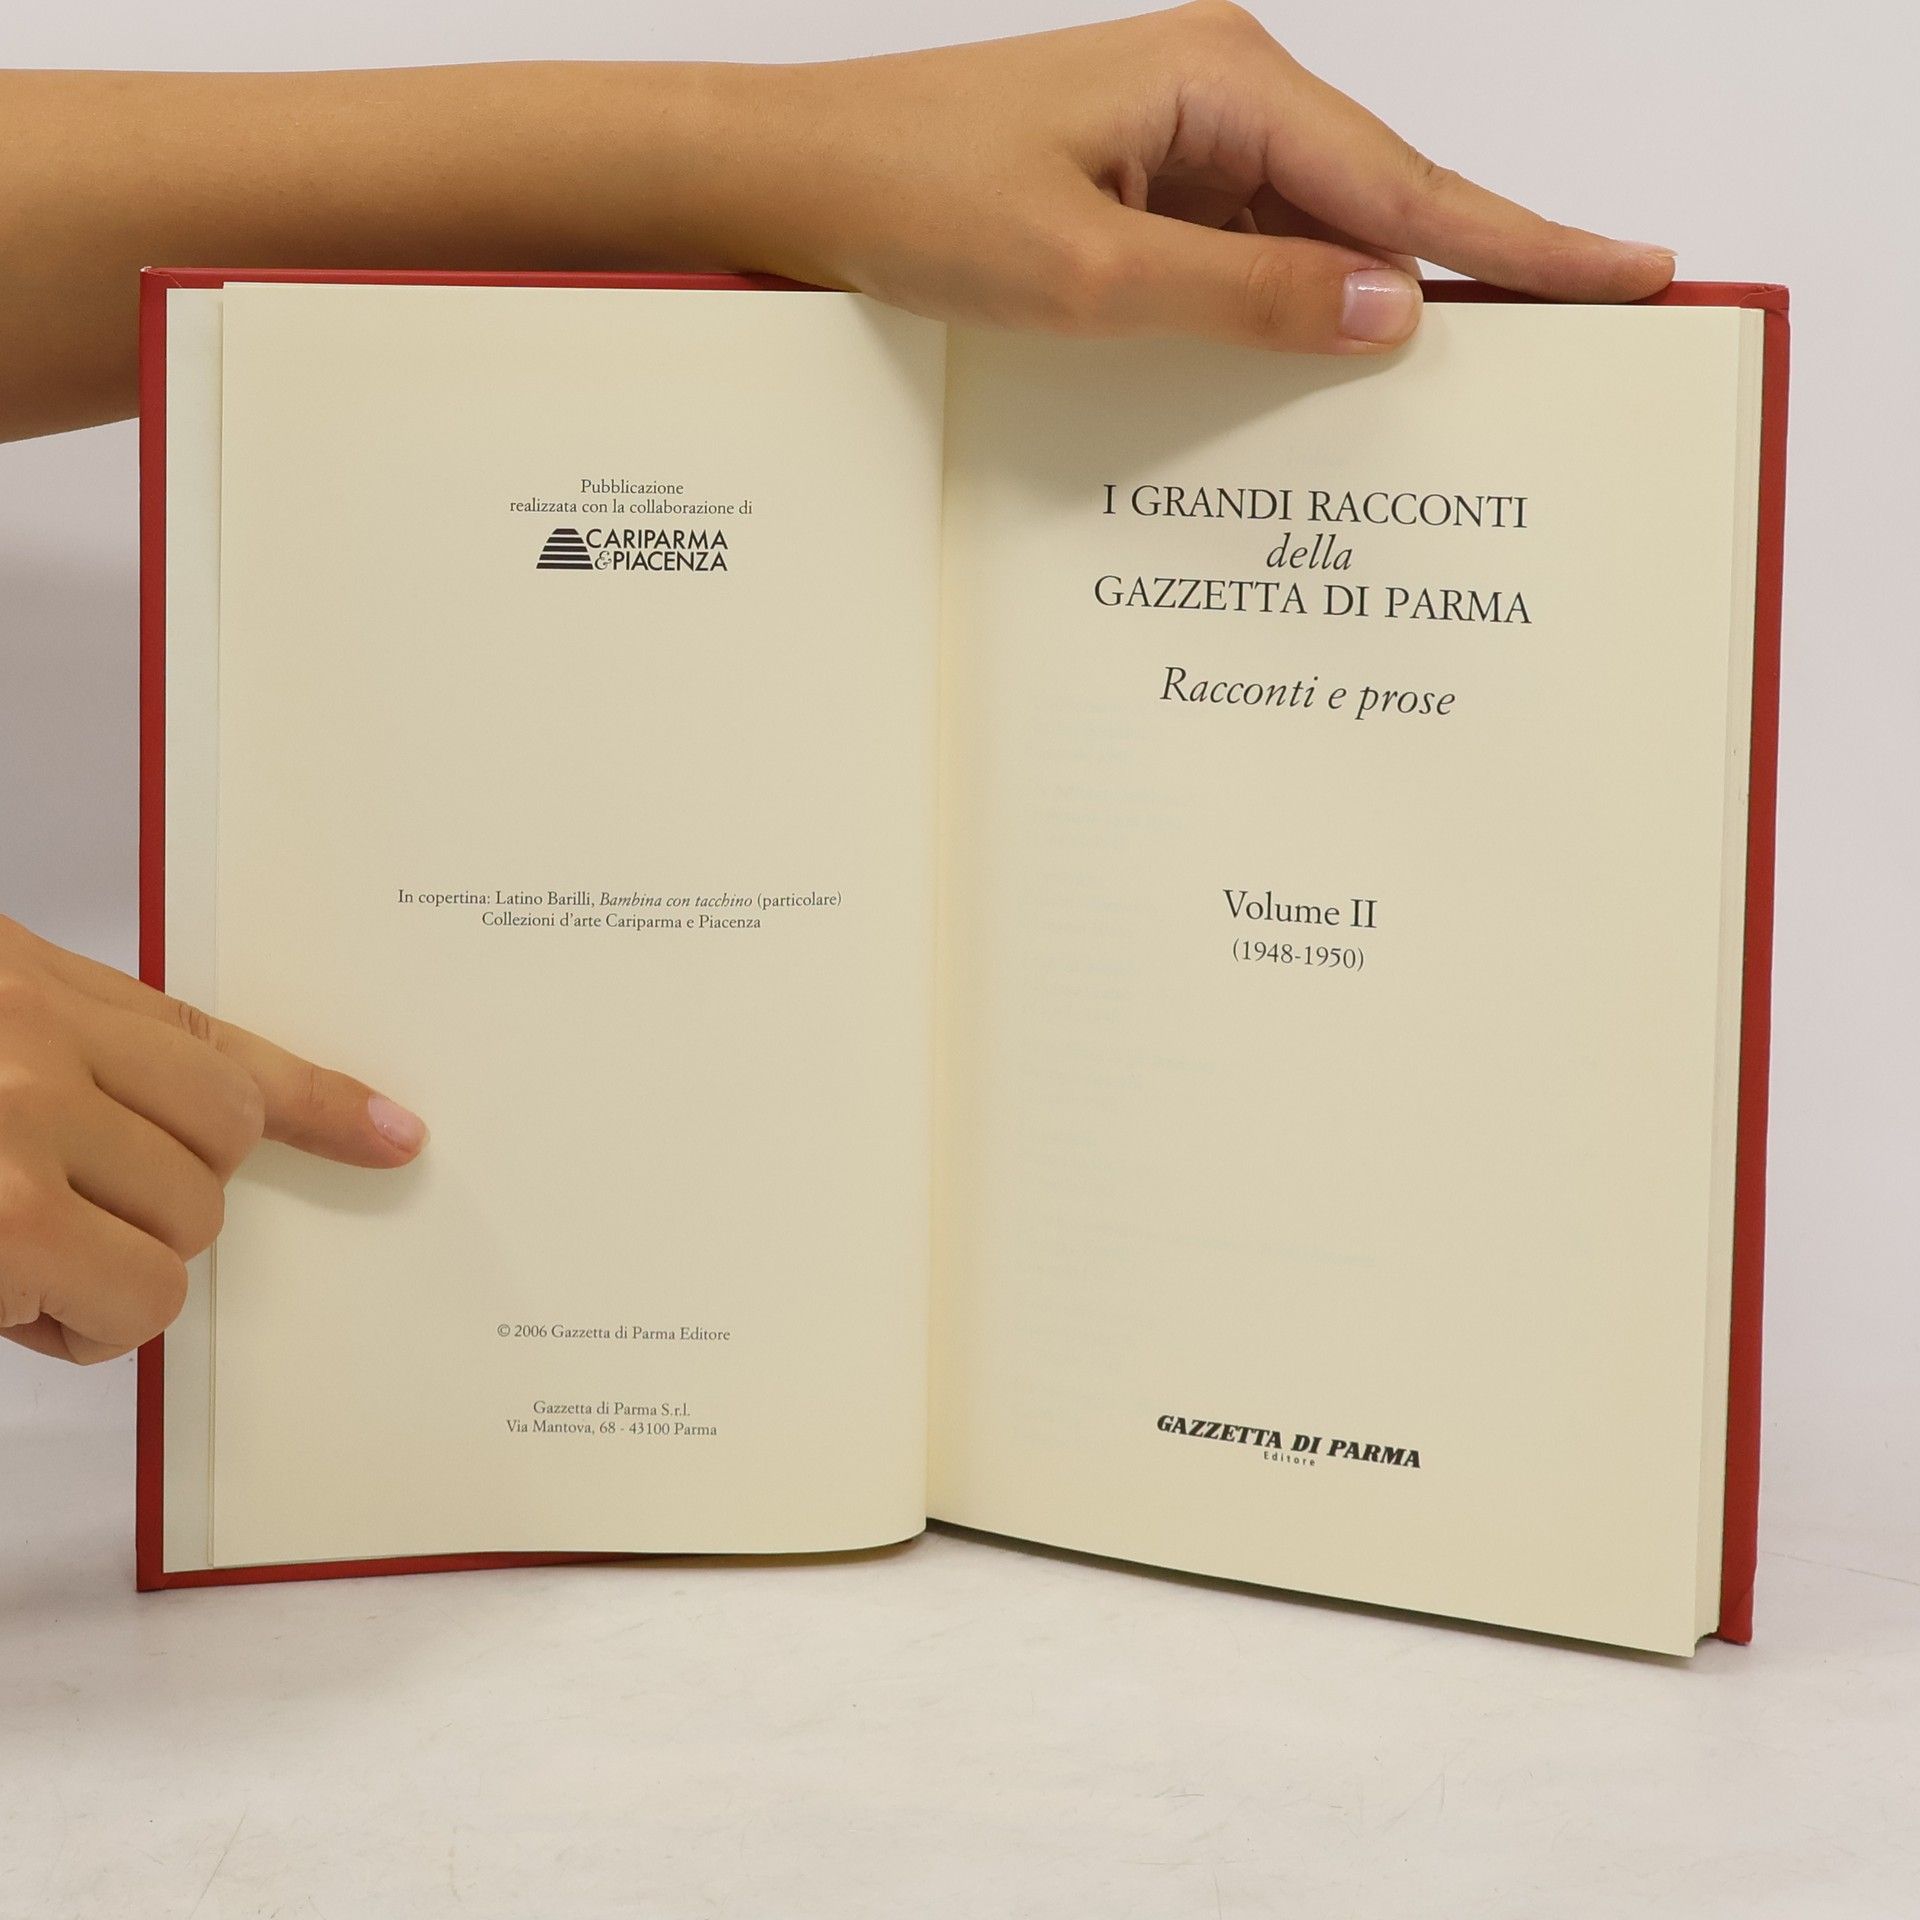 Pubblicazione
realizzata con la collaborazione di
CARIPARMA
&PIACENZA
In copertina: Latino Barilli, Bambina con tacchino (particolare)
Collezioni d'arte Cariparma e Piacenza
© 2006 Gazzetta di Parma Editore
Gazzetta di Parma S.r.l.
Via Mantova, 68 - 43100 Parma
I GRANDI RACCONTI
della
GAZZETTA DI PARMA
Racconti e prose
Volume II
(1948-1950)
GAZZETTA DI PARMA
Editore